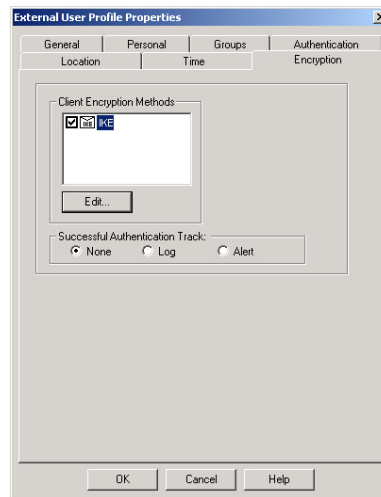 External User Profile Properties
General Personal Groups Authentication
Location Time Encryption
Client Encryption Methods
IKE IKE
Edit...
Successful Authentication Track:
None Log Alert
OK Cancel Help